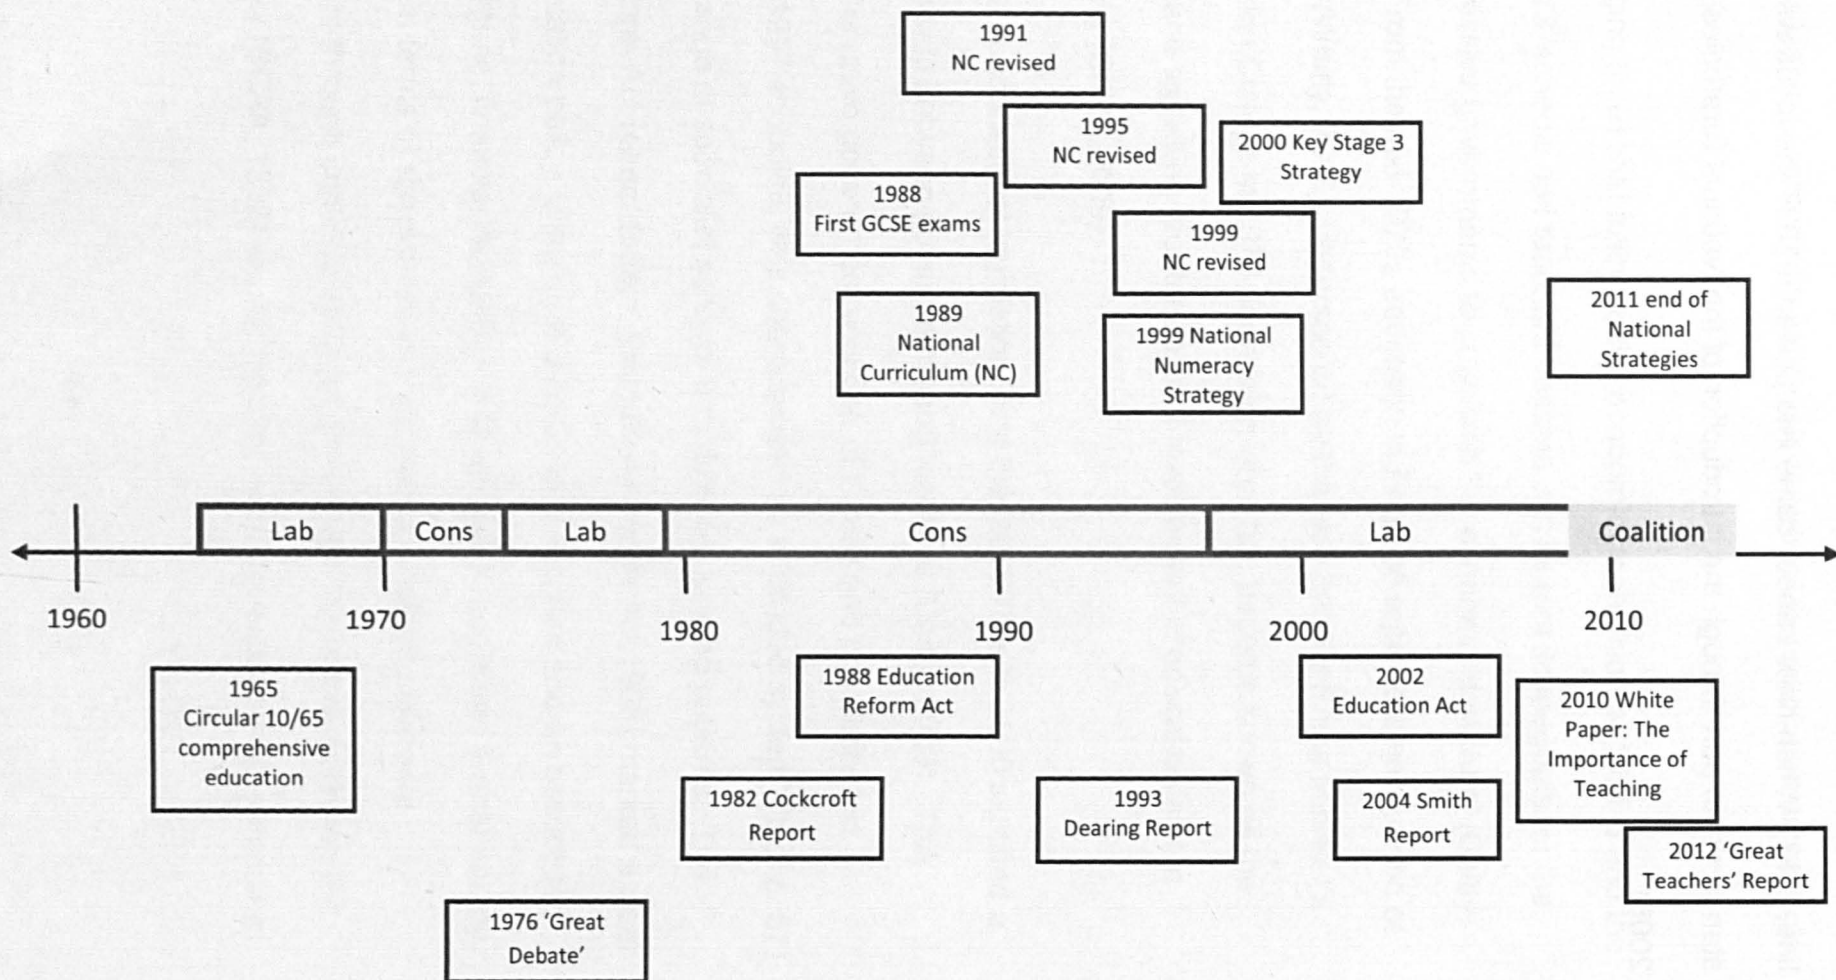 1991
NC revised
1995
NC revised
2000 Key Stage 3
Strategy
1988
First GCSE exams
1999
NC revised
2011 end of
National
Strategies
1989
National
Curriculum (NC)
1999 National
Numeracy
Strategy
Lab
Cons
Lab
Cons
Lab
Coalition
1960
1970
1980
1990
2000
2010
1965
Circular 10/65
comprehensive
education
1988 Education
Reform Act
2002
Education Act
2010 White
Paper: The
Importance of
Teaching
1982 Cockcroft
Report
1993
Dearing Report
2004 Smith
Report
2012 ‘Great
Teachers’ Report
1976 ‘Great
Debate’